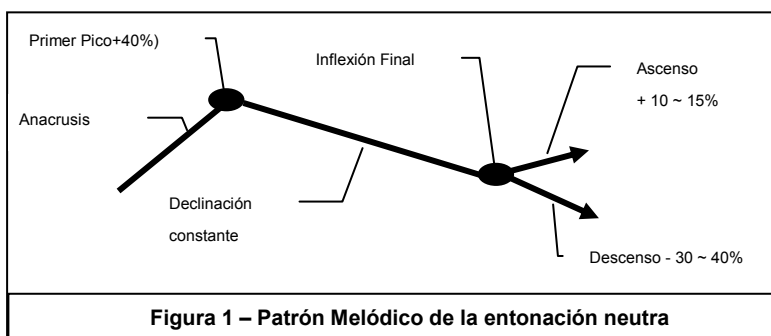 Primer Pico+40%)
Inflexión Final
Ascenso
+ 10 ~ 15%
Anacrusis
Declinación
constante
Descenso - 30 ~ 40%
Figura 1 – Patrón Melódico de la entonación neutra